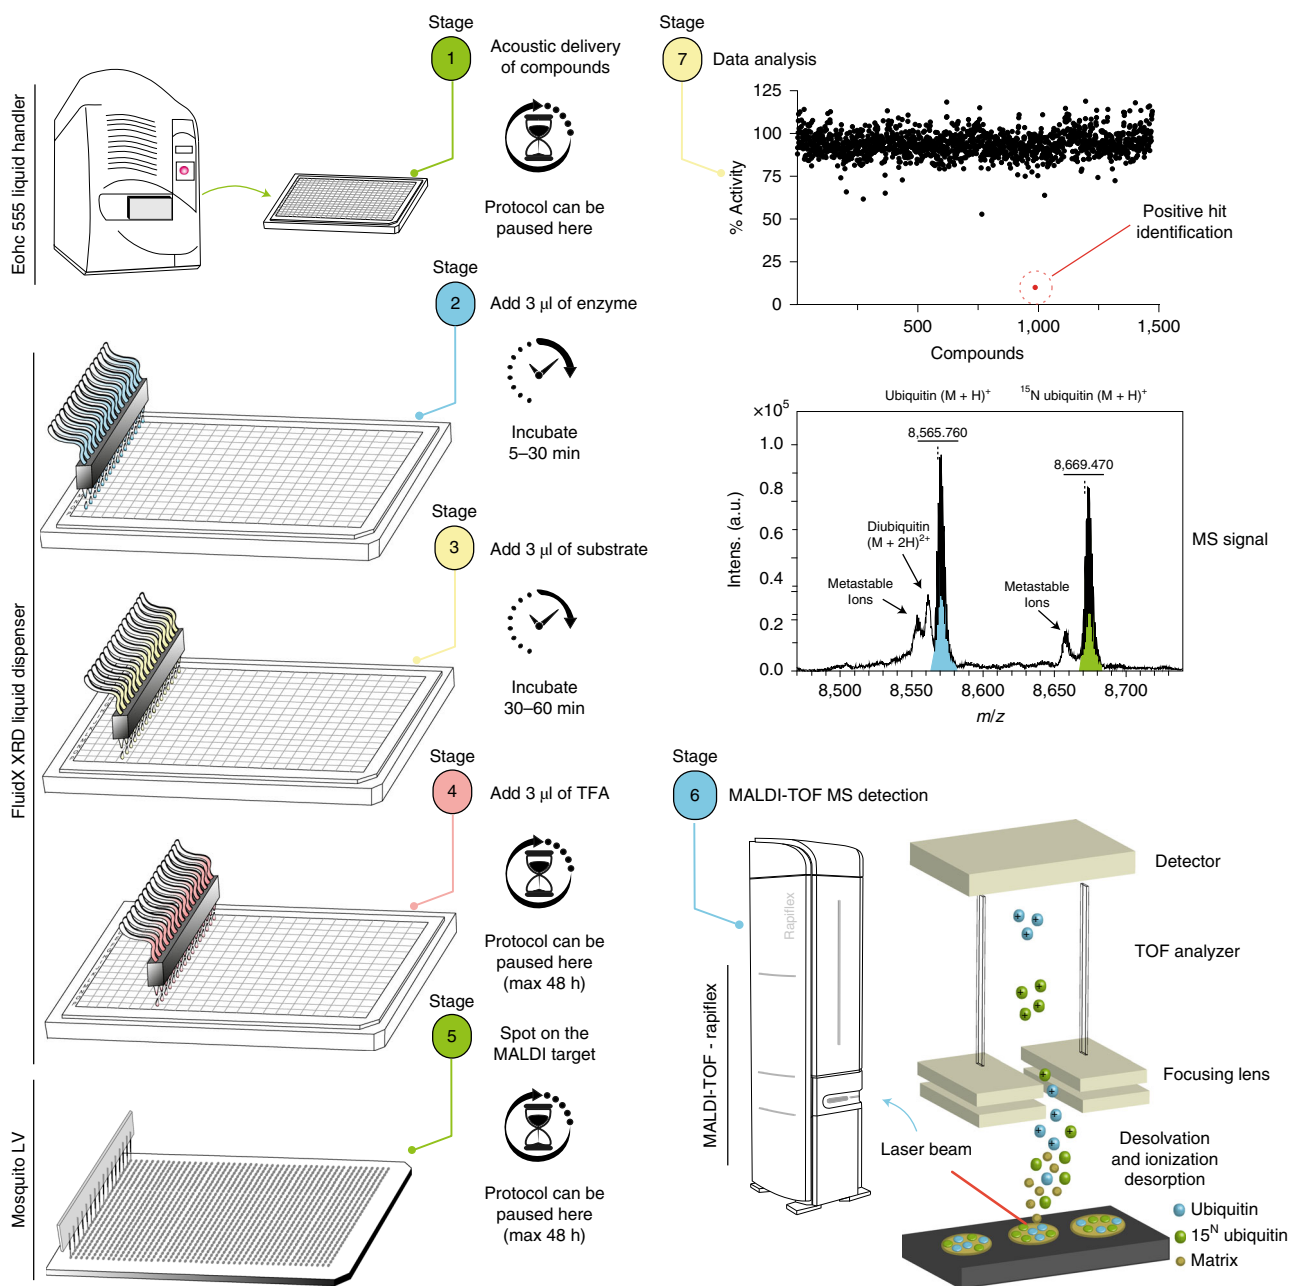 Stage
1
Acoustic delivery
of compounds
Protocol can be
paused here
Eohc 555 liquid handler
Stage
2
Add 3 µl of enzyme
Incubate
5–30 min
Stage
3
Add 3 µl of substrate
Incubate
30–60 min
FluidX XRD liquid dispenser
Stage
4
Add 3 µl of TFA
Protocol can be
paused here
(max 48 h)
Stage
5
Spot on the
MALDI target
Protocol can be
paused here
(max 48 h)
Mosquito LV
Stage
7
Data analysis
125
100
75
50
25
0
% Activity
500
1,000
1,500
Compounds
Positive hit
identification
Ubiquitin (M + H)⁺
¹⁵N ubiquitin (M + H)⁺
×10⁵
1.0
0.8
0.6
0.4
0.2
0.0
Intens. (a.u.)
8,565.760
8,669.470
Diubiquitin
(M + 2H)²⁺
Metastable
Ions
Metastable
Ions
MS signal
8,500
8,550
8,600
8,650
8,700
m/z
Stage
6
MALDI-TOF MS detection
Rapiflex
MALDI-TOF - rapiflex
Detector
TOF analyzer
Focusing lens
Laser beam
Desolvation
and ionization
desorption
Ubiquitin
15ᴺ ubiquitin
Matrix